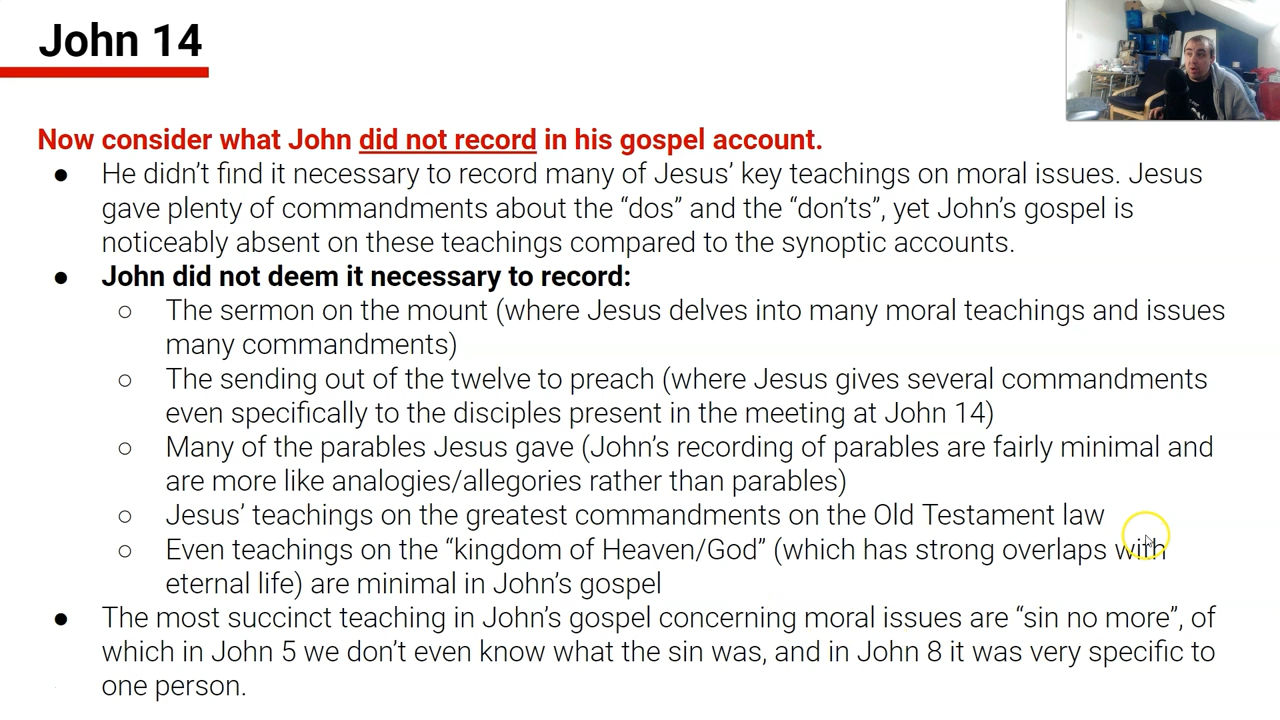 John 14
Now consider what John did not record in his gospel account.
● He didn’t find it necessary to record many of Jesus’ key teachings on moral issues. Jesus
gave plenty of commandments about the “dos” and the “don’ts”, yet John’s gospel is
noticeably absent on these teachings compared to the synoptic accounts.
● John did not deem it necessary to record:
○ The sermon on the mount (where Jesus delves into many moral teachings and issues
many commandments)
○ The sending out of the twelve to preach (where Jesus gives several commandments
even specifically to the disciples present in the meeting at John 14)
○ Many of the parables Jesus gave (John’s recording of parables are fairly minimal and
are more like analogies/allegories rather than parables)
○ Jesus’ teachings on the greatest commandments on the Old Testament law
○ Even teachings on the “kingdom of Heaven/God” (which has strong overlaps with
eternal life) are minimal in John’s gospel
● The most succinct teaching in John’s gospel concerning moral issues are “sin no more”, of
which in John 5 we don’t even know what the sin was, and in John 8 it was very specific to
one person.